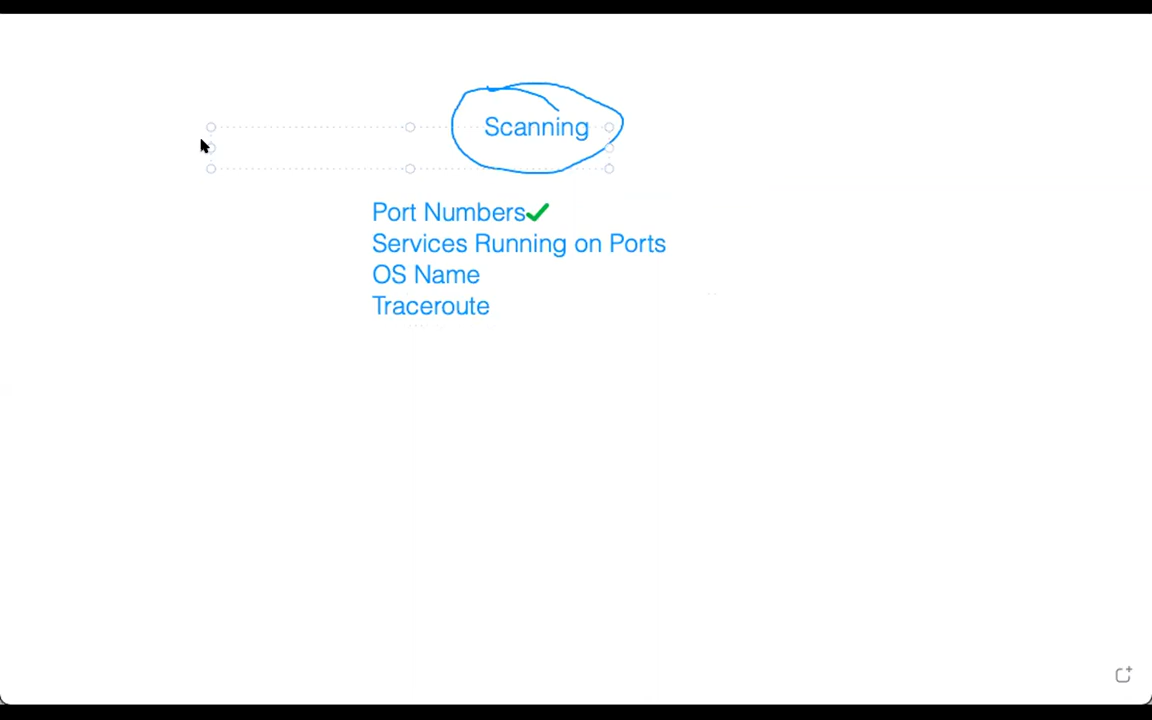 Scanning
Port Numbers✓
Services Running on Ports
OS Name
Traceroute